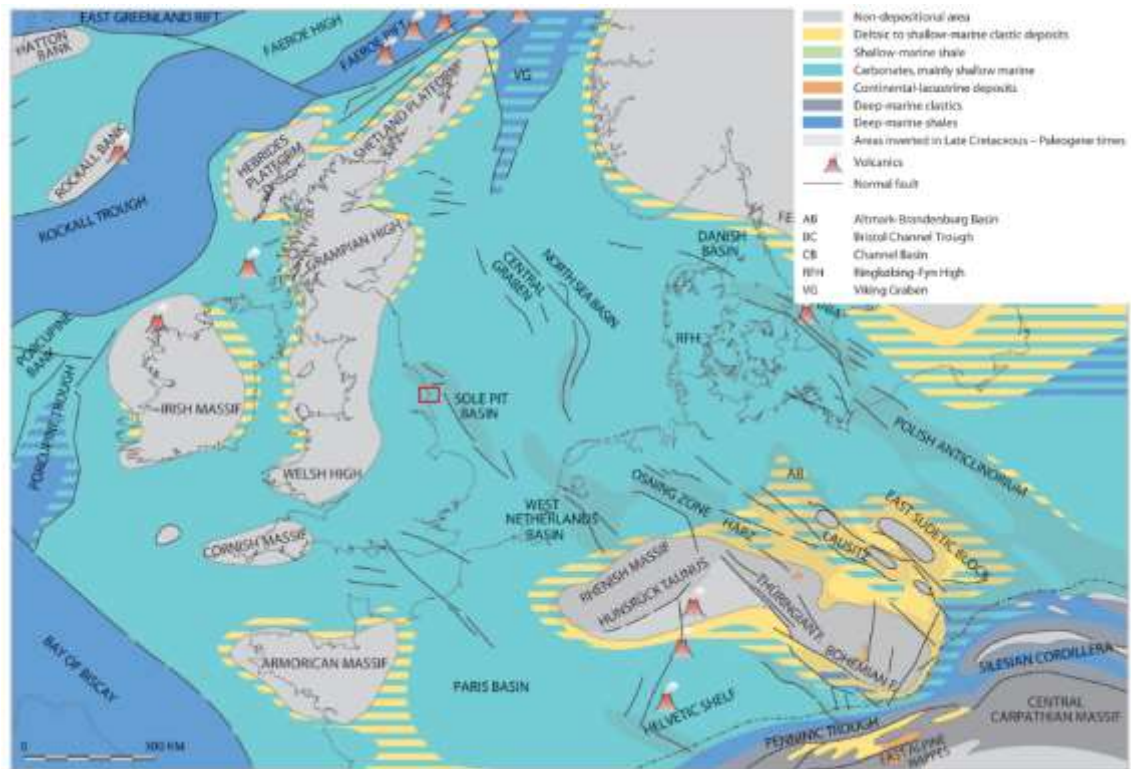 EAST GREENLAND RIFT
HATTON
BANK
FAEROE HIGH
FAEROE RIFT
VG
SHETLAND PLATFORM
HEBRIDES
PLATFORM
ROCKALL BANK
ROCKALL TROUGH
GRAMPIAN HIGH
CENTRAL
GRABEN
NORTH SEA BASIN
DANISH
BASIN
RFH
PORCUPINE
BANK
IRISH MASSIF
PORCUPINE TROUGH
SOLE PIT
BASIN
WELSH HIGH
POLISH ANTICLINORIUM
AB
OSNING ZONE
HARZ
WEST
NETHERLANDS
BASIN
LAUSITZ
EAST SUDETIC BLOCK
CORNISH MASSIF
RHENISH MASSIF
HUNSRÜCK TAUNUS
BOHEMIAN
BAY OF BISCAY
ARMORICAN MASSIF
PARIS BASIN
HELVETIC SHELF
PENNINIC TROUGH
SILESIAN CORDILLERA
CENTRAL
CARPATHIAN MASSIF
EAST ALPINE
NAPPES
0 300 KM
Non-depositional area
Deltaic to shallow-marine clastic deposits
Shallow-marine shale
Carbonates, mainly shallow marine
Continental-lacustrine deposits
Deep-marine clastics
Deep-marine shales
Areas inverted in Late Cretaceous – Paleogene times
Volcanics
Normal fault
AB Altmark-Brandenburg Basin
BC Bristol Channel Trough
CB Channel Basin
RFH Ringkøbing-Fyn High
VG Viking Graben